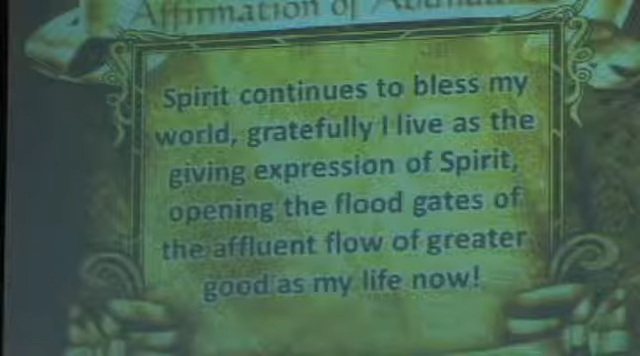 Affirmation of Abundance
Spirit continues to bless my
world, gratefully I live as the
giving expression of Spirit,
opening the flood gates of
the affluent flow of greater
good as my life now!